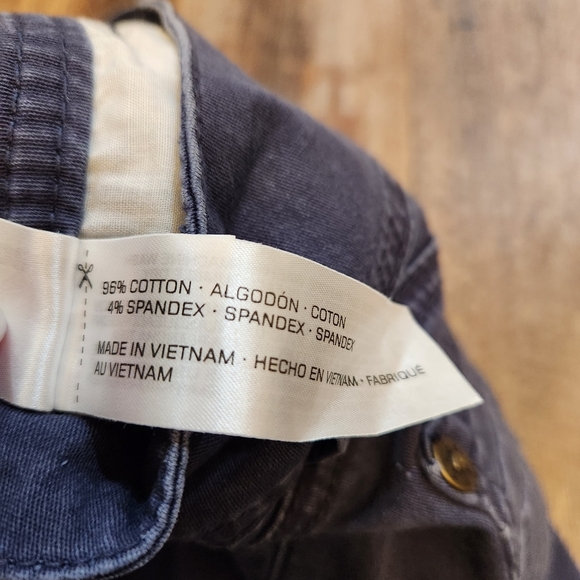 96% COTTON · ALGODÓN · COTON
4% SPANDEX · SPANDEX · SPANDEX
MADE IN VIETNAM · HECHO EN VIETNAM · FABRIQUÉ
AU VIETNAM